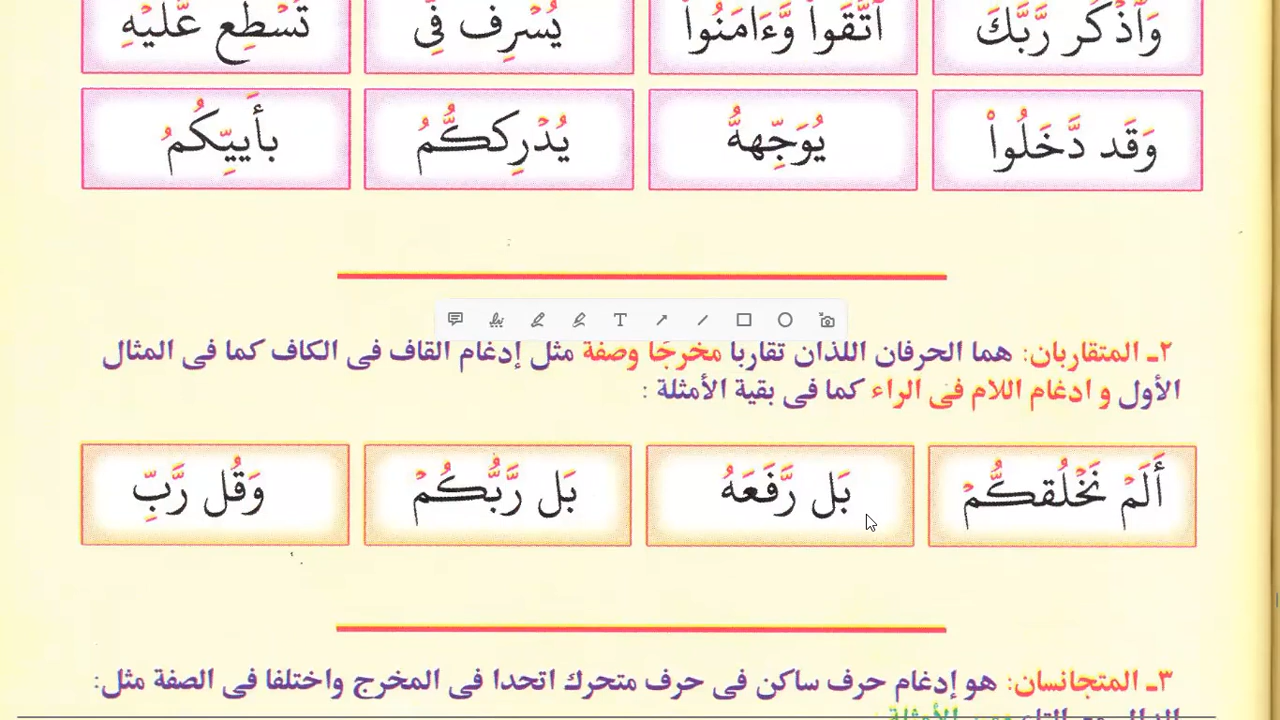 وَٱذۡكُر رَّبَّكَ
ٱتَّقَواْ وَّءَامَنُواْ
يُسۡرِف فِّى
تَسۡطِع عَّلَيۡهِ
وَقَد دَّخَلُواْ
يُوَجِّههُّ
يُدۡرِككُّمُ
بأَييِّكُمُ
٢ـ المتقاربان: هما الحرفان اللذان تقاربا مخرجًا وصفة مثل إدغام القاف فى الكاف كما فى المثال
الأول و ادغام اللام فى الراء كما فى بقية الأمثلة :
أَلَمۡ نَخۡلُقكُّمۡ
بَل رَّفَعَهُ
بَل رَّبُّكُمۡ
وَقُل رَّبِّ
٣ـ المتجانسان: هو إدغام حرف ساكن فى حرف متحرك اتحدا فى المخرج واختلفا فى الصفة مثل: